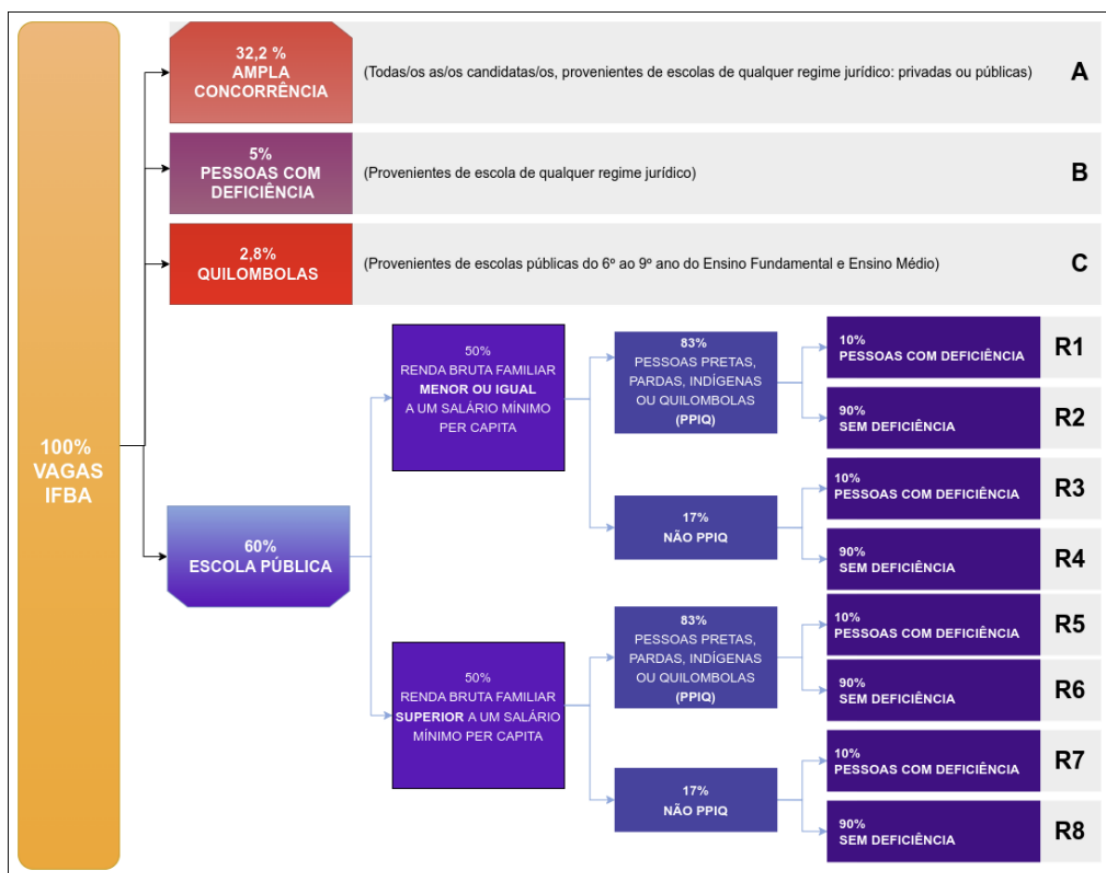 100%
VAGAS
IFBA
32,2 %
AMPLA
CONCORRÊNCIA
(Todas/os as/os candidatas/os, provenientes de escolas de qualquer regime jurídico: privadas ou públicas)
A
5%
PESSOAS COM
DEFICIÊNCIA
(Provenientes de escola de qualquer regime jurídico)
B
2,8%
QUILOMBOLAS
(Provenientes de escolas públicas do 6º ao 9º ano do Ensino Fundamental e Ensino Médio)
C
60%
ESCOLA PÚBLICA
50%
RENDA BRUTA FAMILIAR
MENOR OU IGUAL
A UM SALÁRIO MÍNIMO
PER CAPITA
83%
PESSOAS PRETAS,
PARDAS, INDÍGENAS
OU QUILOMBOLAS
(PPIQ)
10%
PESSOAS COM DEFICIÊNCIA
R1
90%
SEM DEFICIÊNCIA
R2
17%
NÃO PPIQ
10%
PESSOAS COM DEFICIÊNCIA
R3
90%
SEM DEFICIÊNCIA
R4
50%
RENDA BRUTA FAMILIAR
SUPERIOR A UM SALÁRIO
MÍNIMO PER CAPITA
83%
PESSOAS PRETAS,
PARDAS, INDÍGENAS
OU QUILOMBOLAS
(PPIQ)
10%
PESSOAS COM DEFICIÊNCIA
R5
90%
SEM DEFICIÊNCIA
R6
17%
NÃO PPIQ
10%
PESSOAS COM DEFICIÊNCIA
R7
90%
SEM DEFICIÊNCIA
R8